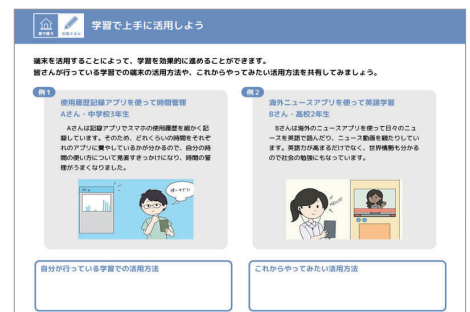 学習で上手に活用しよう
端末を活用することによって、学習を効果的に進めることができます。
皆さんが行っている学習での端末の活用方法や、これからやってみたい活用方法を共有してみましょう。
例1
使用履歴記録アプリを使って時間管理
Aさん・中学校3年生
Aさんは記録アプリでスマホの使用履歴を細かく記
録しています。そのため、どれくらいの時間をそれぞ
れのアプリに費やしているかが分かるので、自分の時
間の使い方について見直すきっかけになり、時間の管
理がうまくなりました。
例2
海外ニュースアプリを使って英語学習
Bさん・高校2年生
Bさんは海外のニュースアプリを使って日々のニュ
ースを英語で読んだり、ニュース動画を観たりしてい
ます。英語力が高まるだけでなく、世界情勢も分かる
ので社会の勉強にもなっています。
自分が行っている学習での活用方法
これからやってみたい活用方法